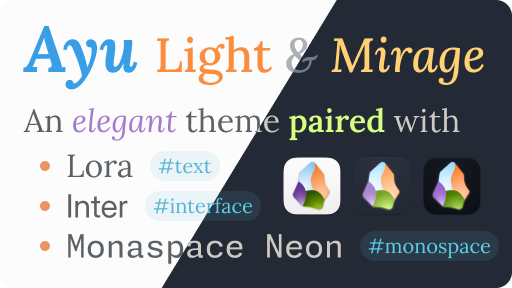 Ayu Light & Mirage
An elegant theme paired with
• Lora #text
• Inter #interface
• Monaspace Neon #monospace